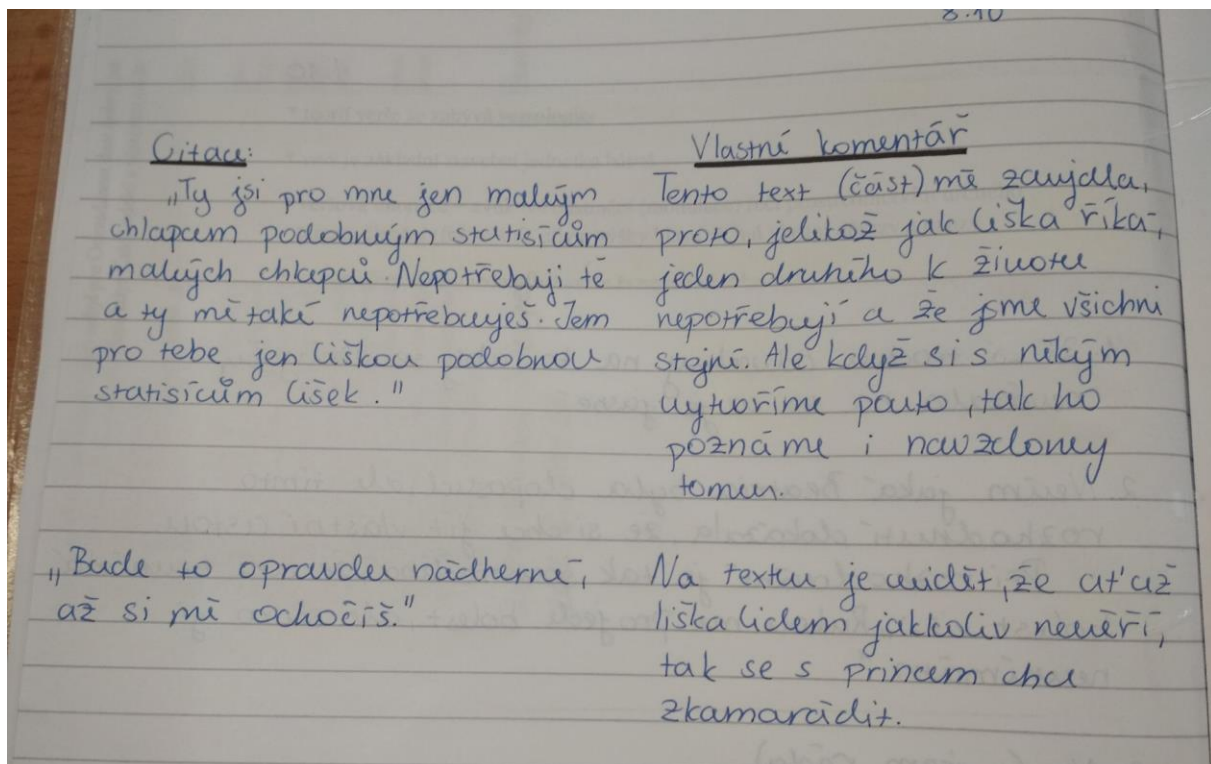 8.10
Citace:
„Ty jsi pro mne jen malým
chlapcem podobným statisícům
malých chlapců. Nepotřebuji tě
a ty mě také nepotřebuješ. Jem
pro tebe jen liškou podobnou
statisícům lišek."
Vlastní komentář
Tento text (část) mě zaujala,
proto, jelikož jak liška říká,
jeden druhého k životu
nepotřebují a že jsme všichni
stejní. Ale když si s někým
vytvoříme pouto, tak ho
poznáme i navzdory
tomu.
„Bude to opravdu nádherné,
až si mě ochočíš."
Na textu je vidět, že ať už
liška lidem jakkoliv nevěří,
tak se s princem chce
zkamarádit.